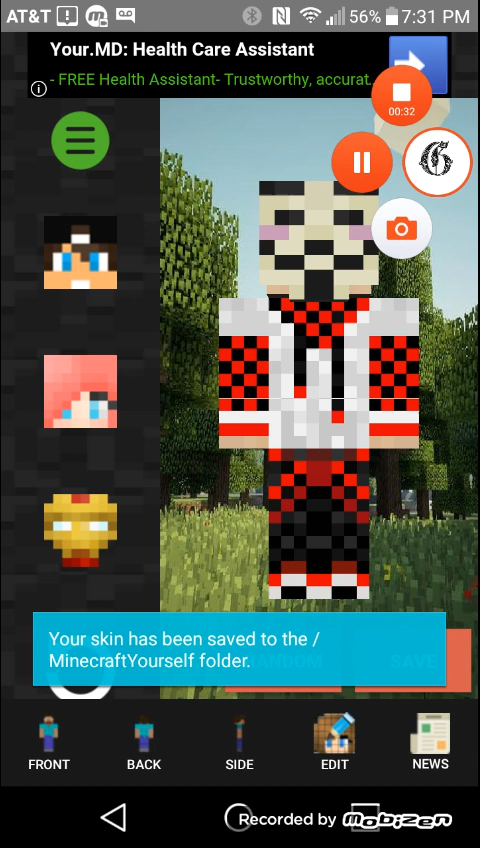 AT&T 56% 7:31 PM
Your.MD: Health Care Assistant
- FREE Health Assistant- Trustworthy, accurat..
00:32
G
Your skin has been saved to the /
MinecraftYourself folder.
RANDOM SAVE
FRONT BACK SIDE EDIT NEWS
Recorded by Mobizen